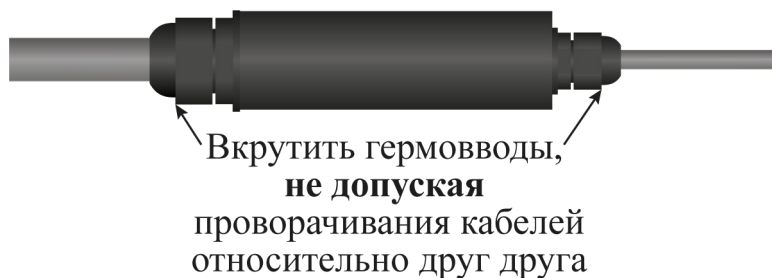 Вкрутить гермовводы,
не допуская
проворачивания кабелей
относительно друг друга